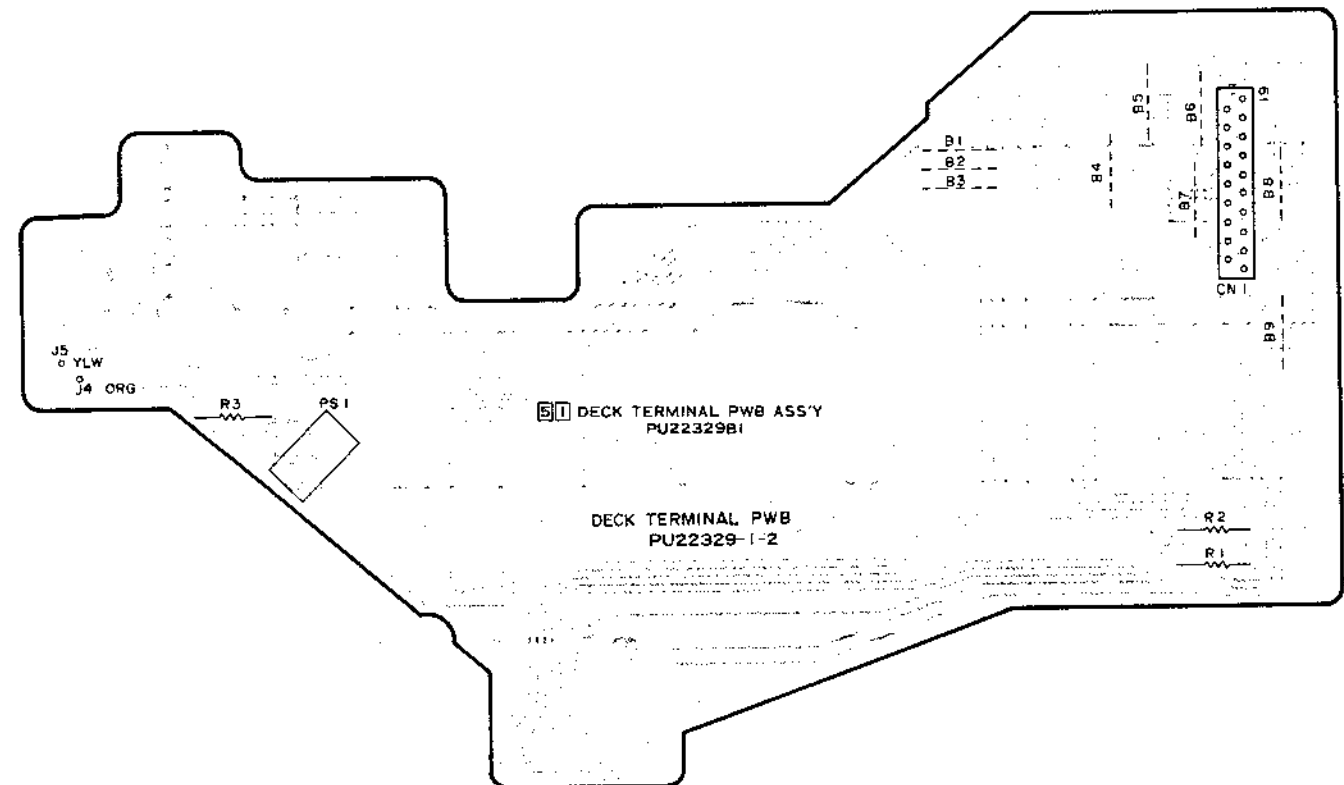 B5
B6
19
B1
B2
B3
B4
B7
B8
CN1
B9
J5
YLW
J4 ORG
R3
PS1
51 DECK TERMINAL PWB ASS'Y
PU22329B1
DECK TERMINAL PWB
PU22329-1-2
R2
R1